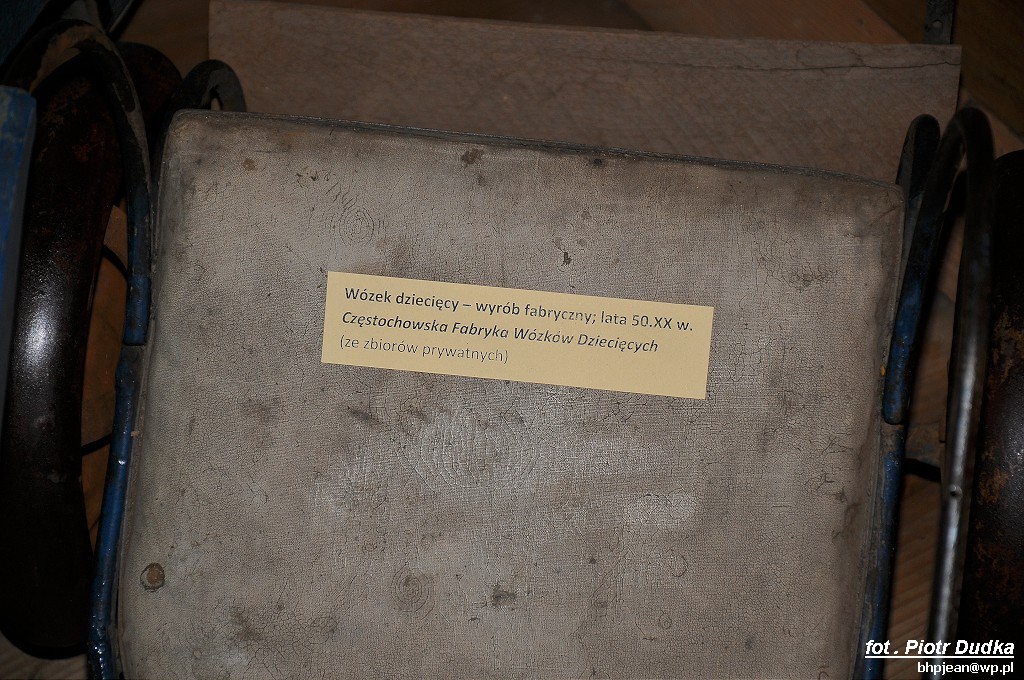 Wózek dziecięcy – wyrób fabryczny; lata 50.XX w.
Częstochowska Fabryka Wózków Dziecięcych
(ze zbiorów prywatnych)
fot . Piotr Dudka
bhpjean@wp.pl